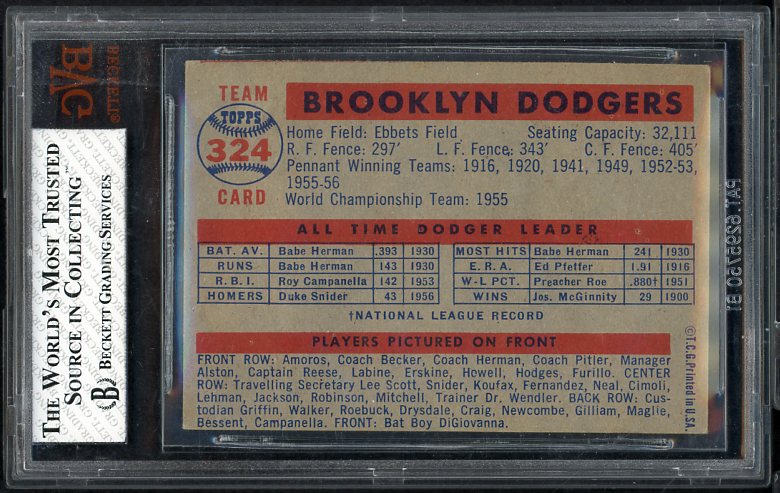 BECKETT®
BVG
THE WORLD'S MOST TRUSTED
SOURCE IN COLLECTING™
BECKETT GRADING SERVICES
B
TEAM
TOPPS
324
CARD
BROOKLYN DODGERS
Home Field: Ebbets Field Seating Capacity: 32,111
R. F. Fence: 297' L. F. Fence: 343' C. F. Fence: 405'
Pennant Winning Teams: 1916, 1920, 1941, 1949, 1952-53,
1955-56
World Championship Team: 1955
ALL TIME DODGER LEADER
BAT. AV. Babe Herman .393 1930
RUNS Babe Herman 143 1930
R.B.I. Roy Campanella 142 1953
HOMERS Duke Snider 43 1956
MOST HITS Babe Herman 241 1930
E.R.A. Ed Pfeffer 1.91 1916
W-L PCT. Preacher Roe .880† 1951
WINS Jos. McGinnity 29 1900
†NATIONAL LEAGUE RECORD
PLAYERS PICTURED ON FRONT
FRONT ROW: Amoros, Coach Becker, Coach Herman, Coach Pitler, Manager
Alston, Captain Reese, Labine, Erskine, Howell, Hodges, Furillo. CENTER
ROW: Travelling Secretary Lee Scott, Snider, Koufax, Fernandez, Neal, Cimoli,
Lehman, Jackson, Robinson, Mitchell, Trainer Dr. Wendler. BACK ROW: Cus-
todian Griffin, Walker, Roebuck, Drysdale, Craig, Newcombe, Gilliam, Maglie,
Bessent, Campanella. FRONT: Bat Boy DiGiovanna.
©T.C.G. Printed in U.S.A.